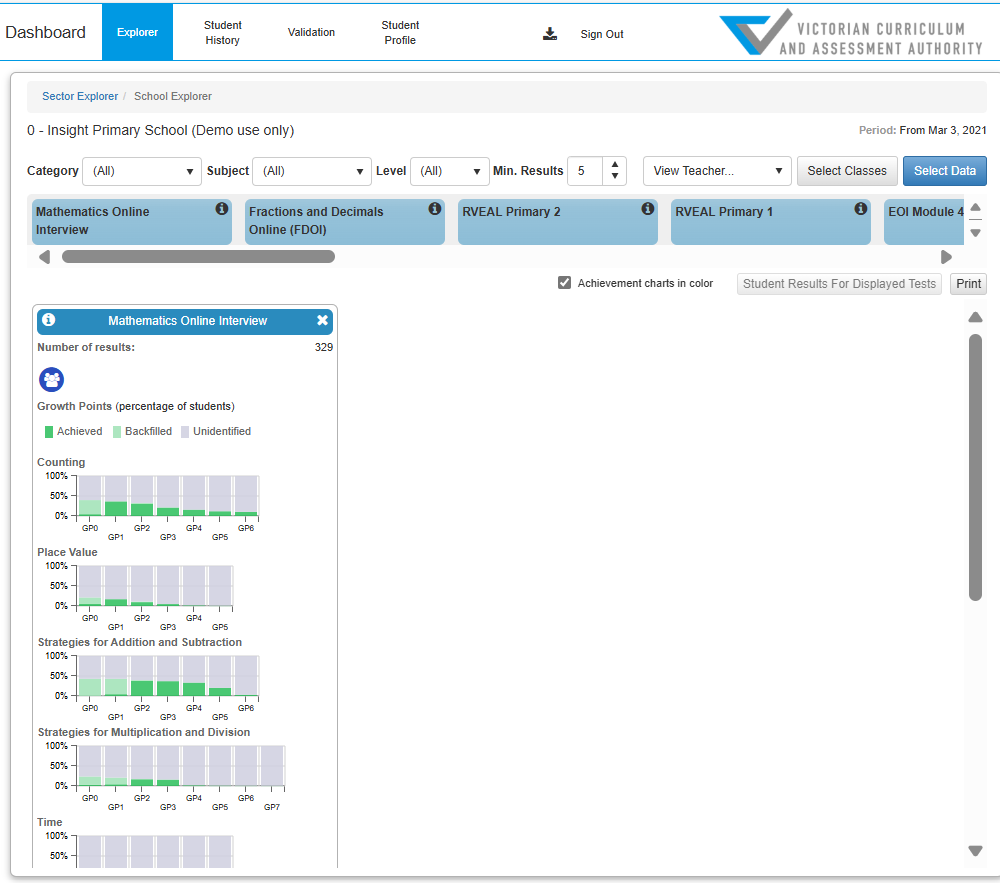 Dashboard
Explorer
Student
History
Validation
Student
Profile
Sign Out
VICTORIAN CURRICULUM
AND ASSESSMENT AUTHORITY
Sector Explorer / School Explorer
0 - Insight Primary School (Demo use only)
Period: From Mar 3, 2021
Category (All) Subject (All) Level (All) Min. Results 5 View Teacher... Select Classes Select Data
Mathematics Online
Interview
Fractions and Decimals
Online (FDOI)
RVEAL Primary 2
RVEAL Primary 1
EOI Module 4
Achievement charts in color
Student Results For Displayed Tests
Print
Mathematics Online Interview
Number of results: 329
Growth Points (percentage of students)
Achieved Backfilled Unidentified
Counting
100%
50%
0%
GP0 GP1 GP2 GP3 GP4 GP5 GP6
Place Value
100%
50%
0%
GP0 GP1 GP2 GP3 GP4 GP5
Strategies for Addition and Subtraction
100%
50%
0%
GP0 GP1 GP2 GP3 GP4 GP5 GP6
Strategies for Multiplication and Division
100%
50%
0%
GP0 GP1 GP2 GP3 GP4 GP5 GP6 GP7
Time
100%
50%